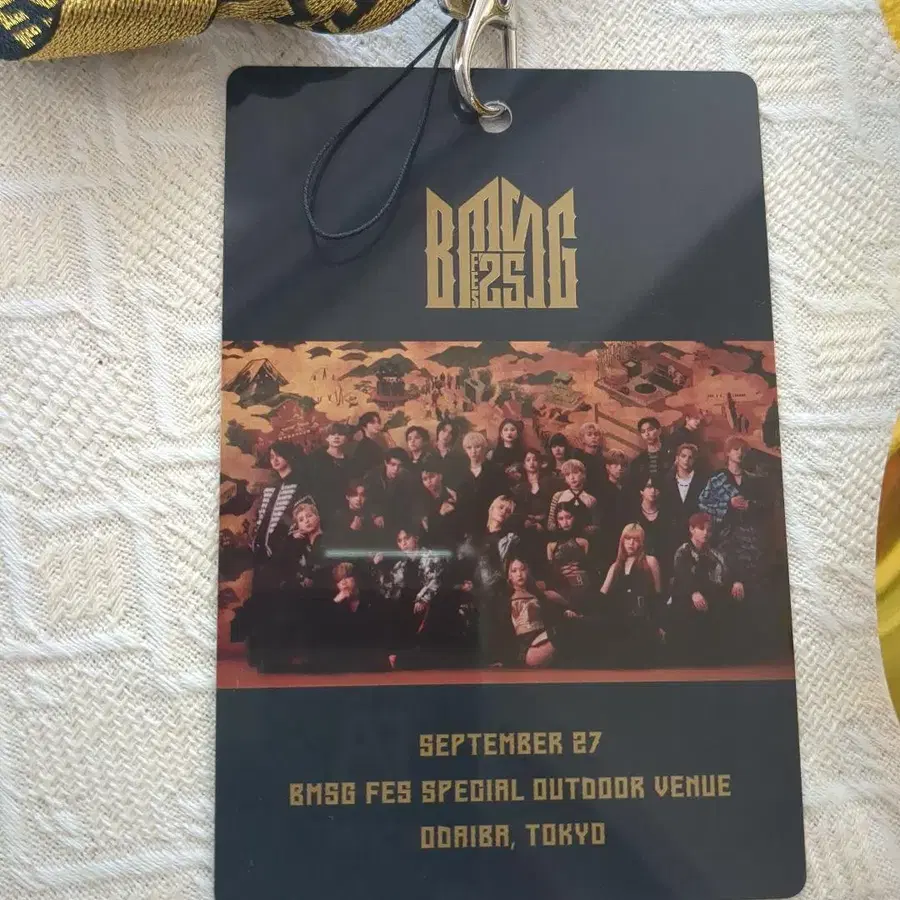 BMSG
FES
25
SEPTEMBER 27
BMSG FES SPECIAL OUTDOOR VENUE
ODAIBA, TOKYO